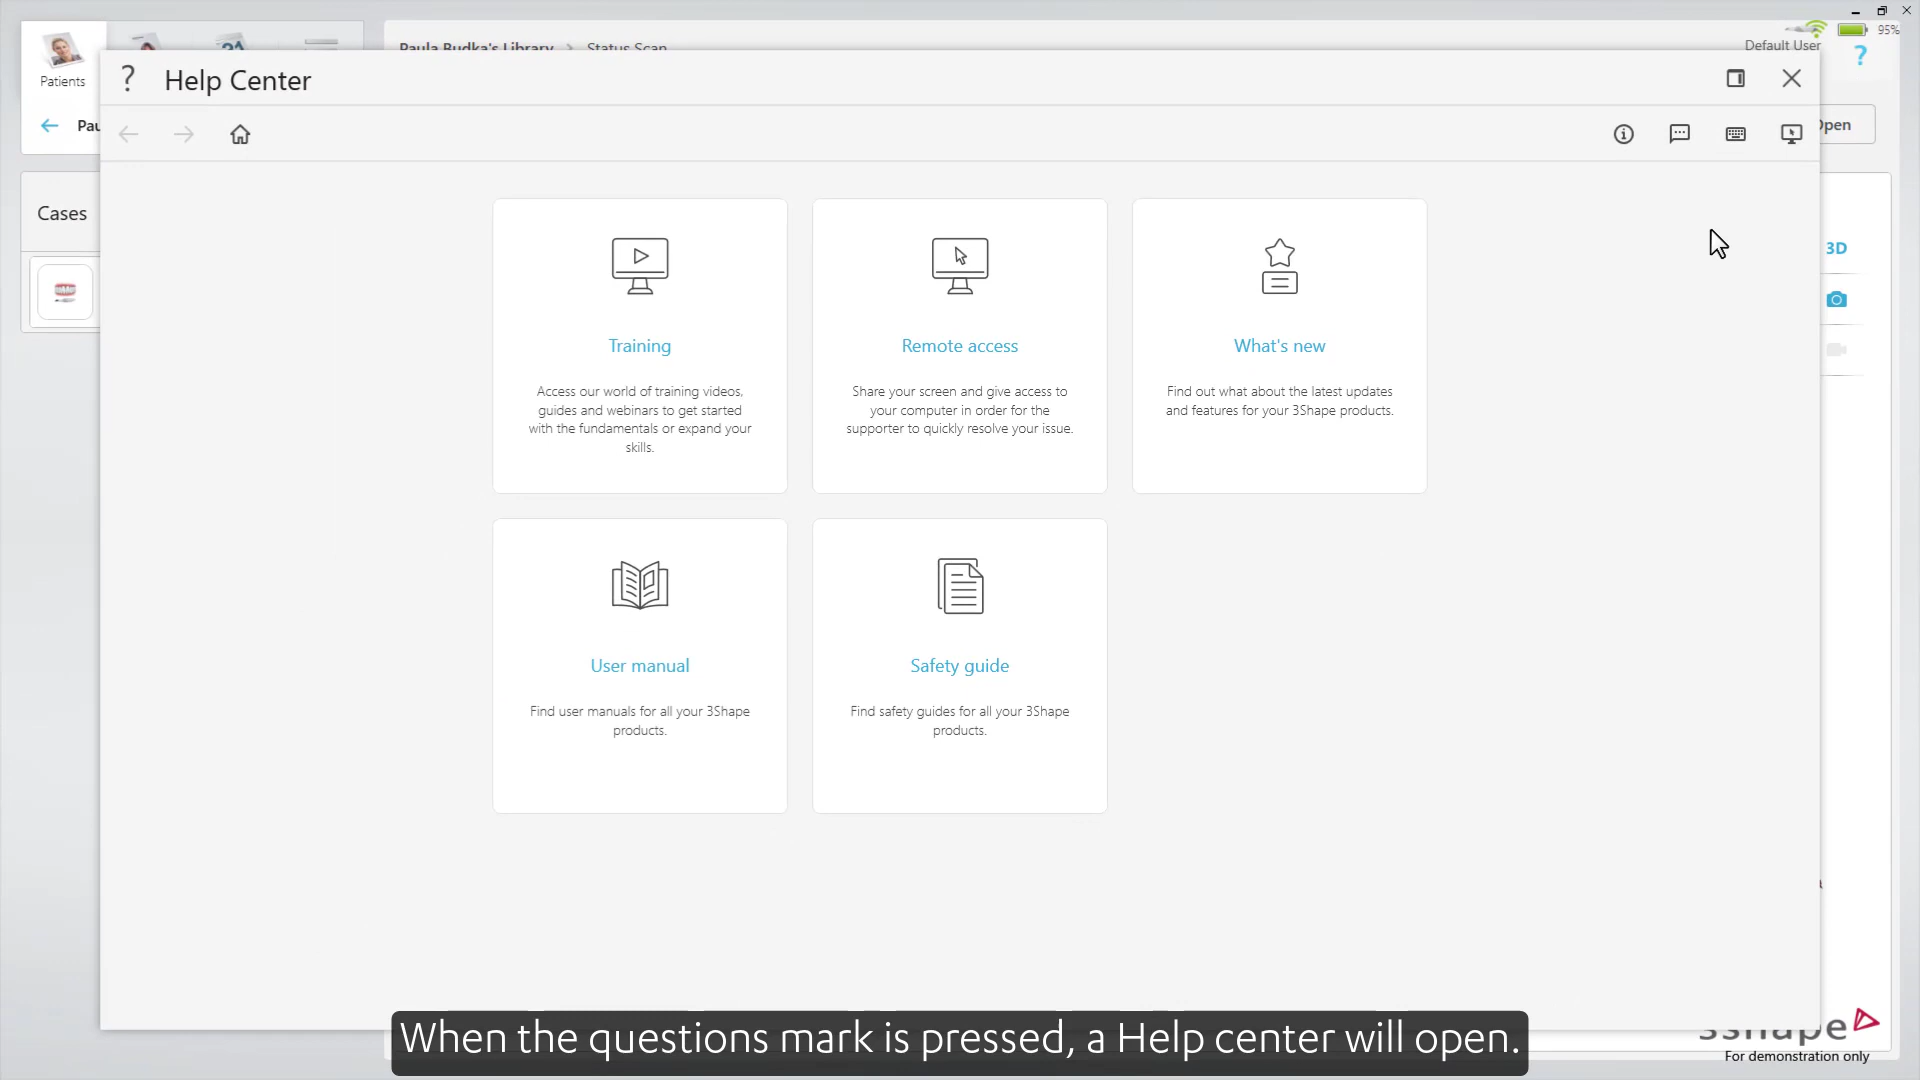 Paula Budka's Library > Status Scan
95%
Default User
?
Patients
? Help Center
Pau
Open
Cases
3D
Training
Access our world of training videos,
guides and webinars to get started
with the fundamentals or expand your
skills.
Remote access
Share your screen and give access to
your computer in order for the
supporter to quickly resolve your issue.
What's new
Find out what about the latest updates
and features for your 3Shape products.
User manual
Find user manuals for all your 3Shape
products.
Safety guide
Find safety guides for all your 3Shape
products.
When the questions mark is pressed, a Help center will open.
3shape
For demonstration only